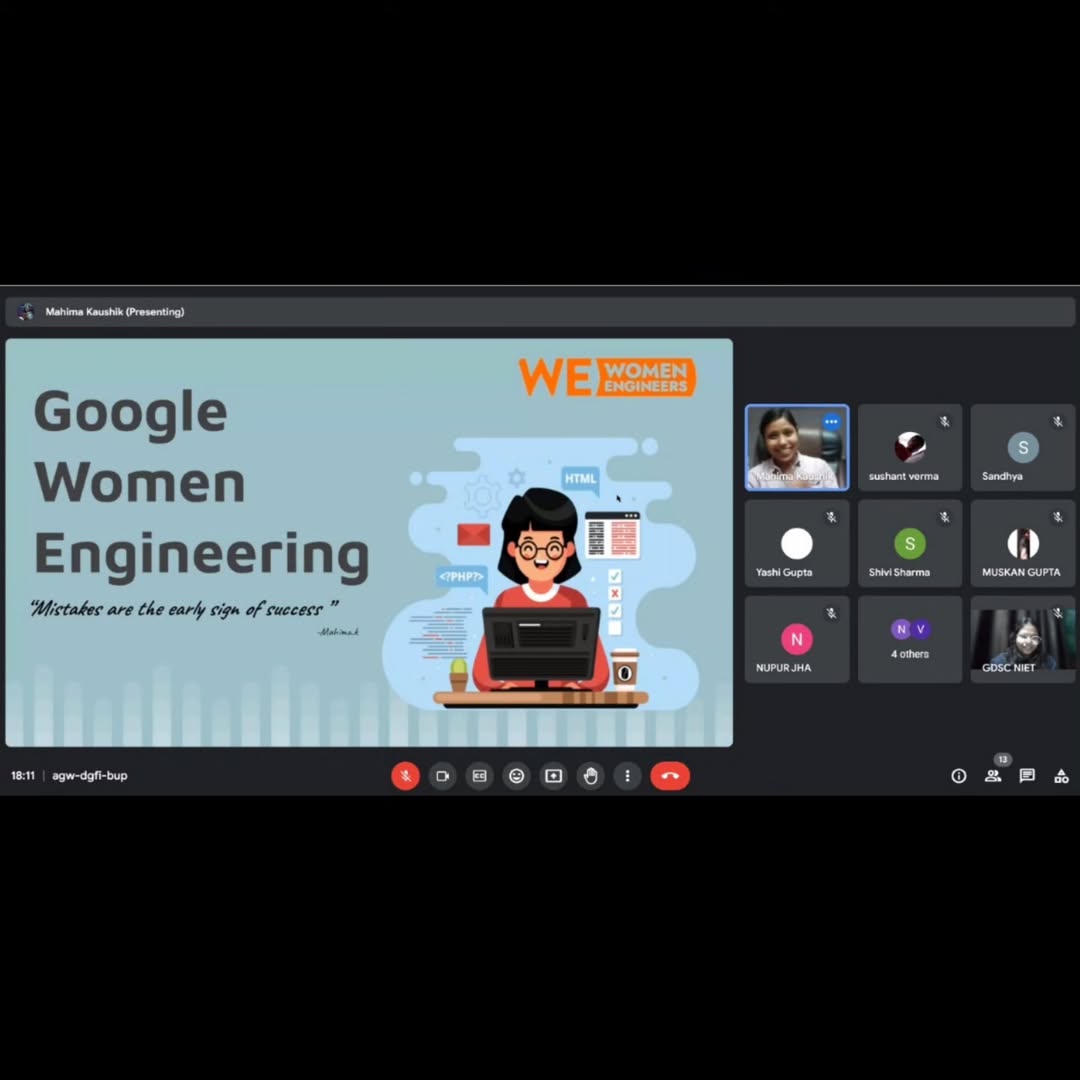 Mahima Kaushik (Presenting)
Google
Women
Engineering
“Mistakes are the early sign of success ”
-Mahima.k
WE WOMEN
ENGINEERS
HTML
<?PHP?>
Mahima Kaushik
sushant verma
S
Sandhya
Yashi Gupta
S
Shivi Sharma
MUSKAN GUPTA
N
NUPUR JHA
N V
4 others
GDSC NIET
18:11 | agw-dgfi-bup
CC
13